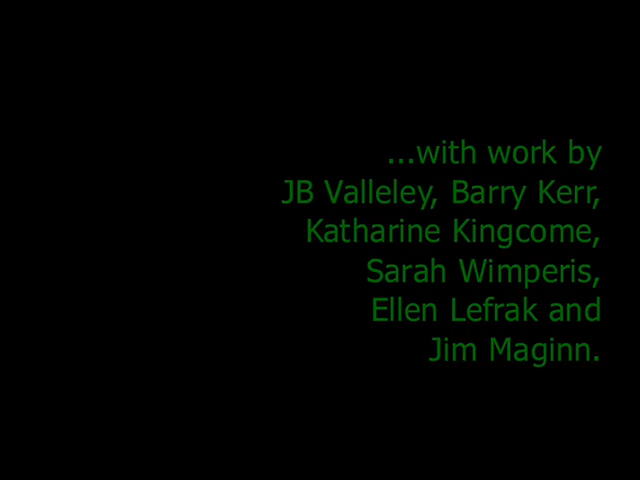 ...with work by
JB Valleley, Barry Kerr,
Katharine Kingcome,
Sarah Wimperis,
Ellen Lefrak and
Jim Maginn.